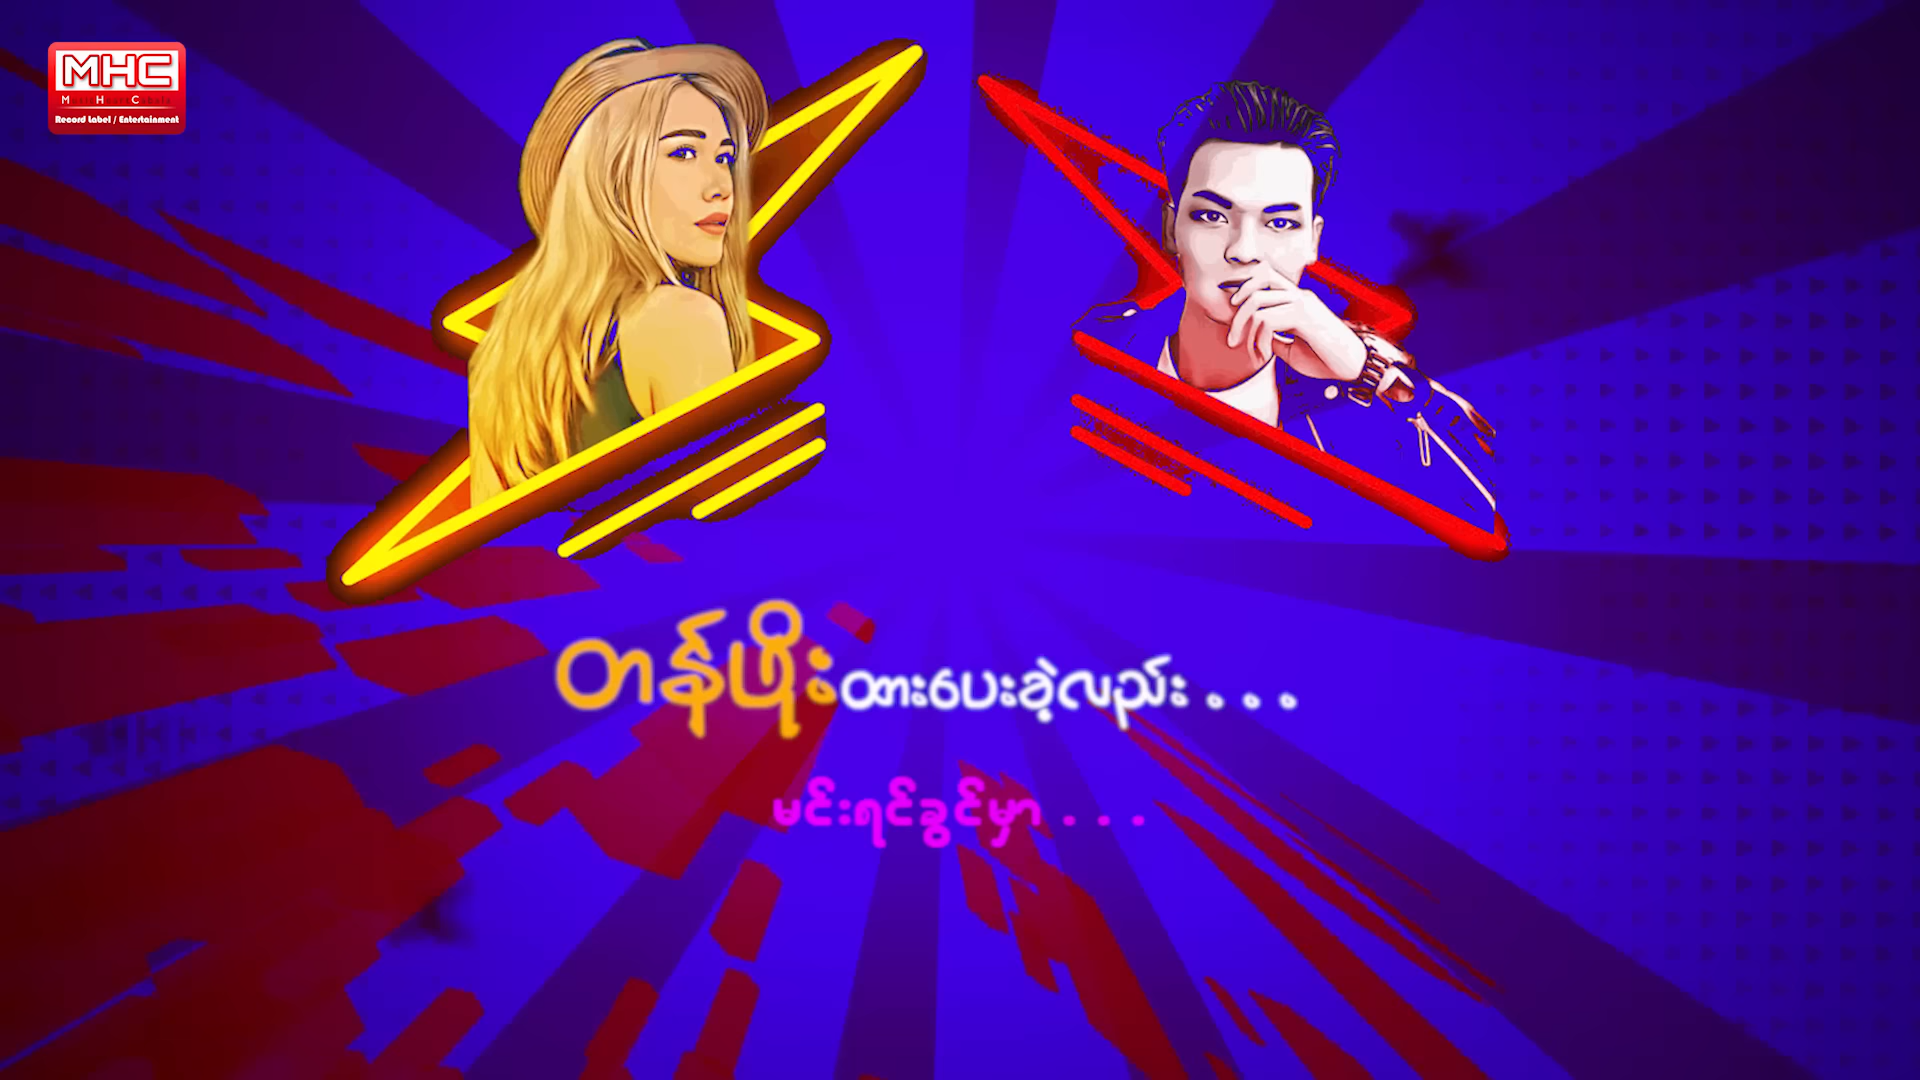 MHC
M H C
Record Label / Entertainment
တန်ဖိုးထားပေးခဲ့လည်း . . .
မင်းရင်ခွင်မှာ . . .